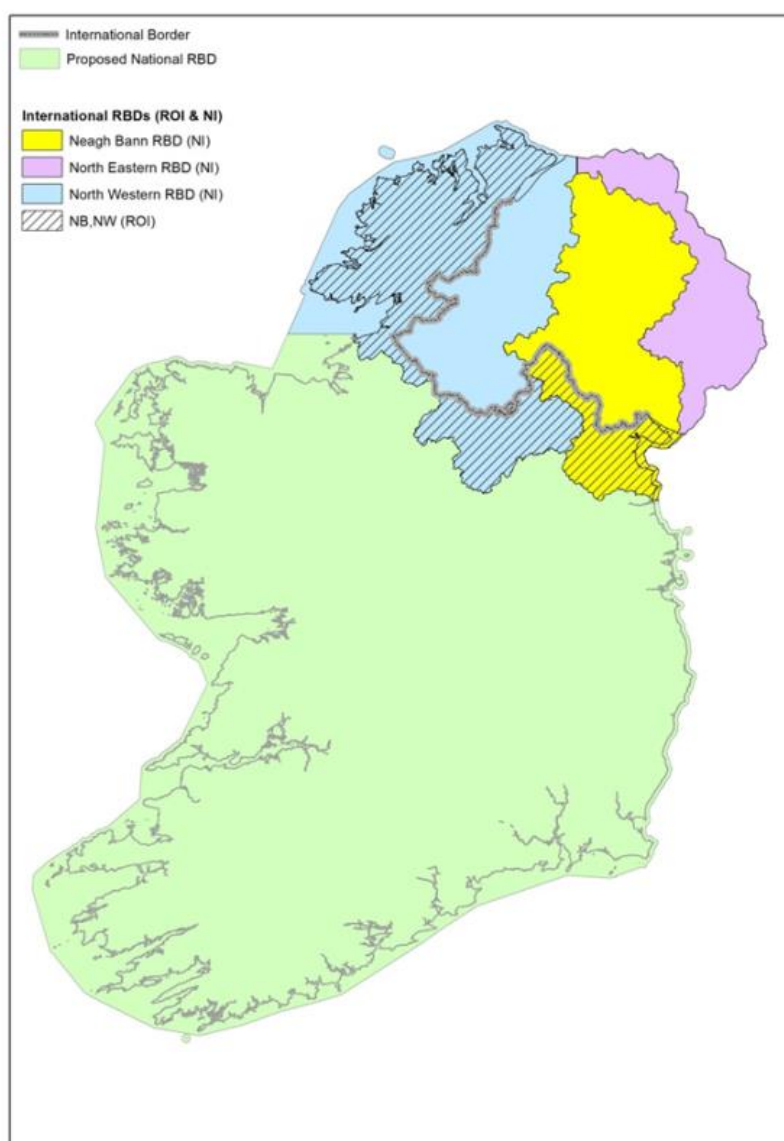 International Border
Proposed National RBD
International RBDs (ROI & NI)
Neagh Bann RBD (NI)
North Eastern RBD (NI)
North Western RBD (NI)
NB,NW (ROI)